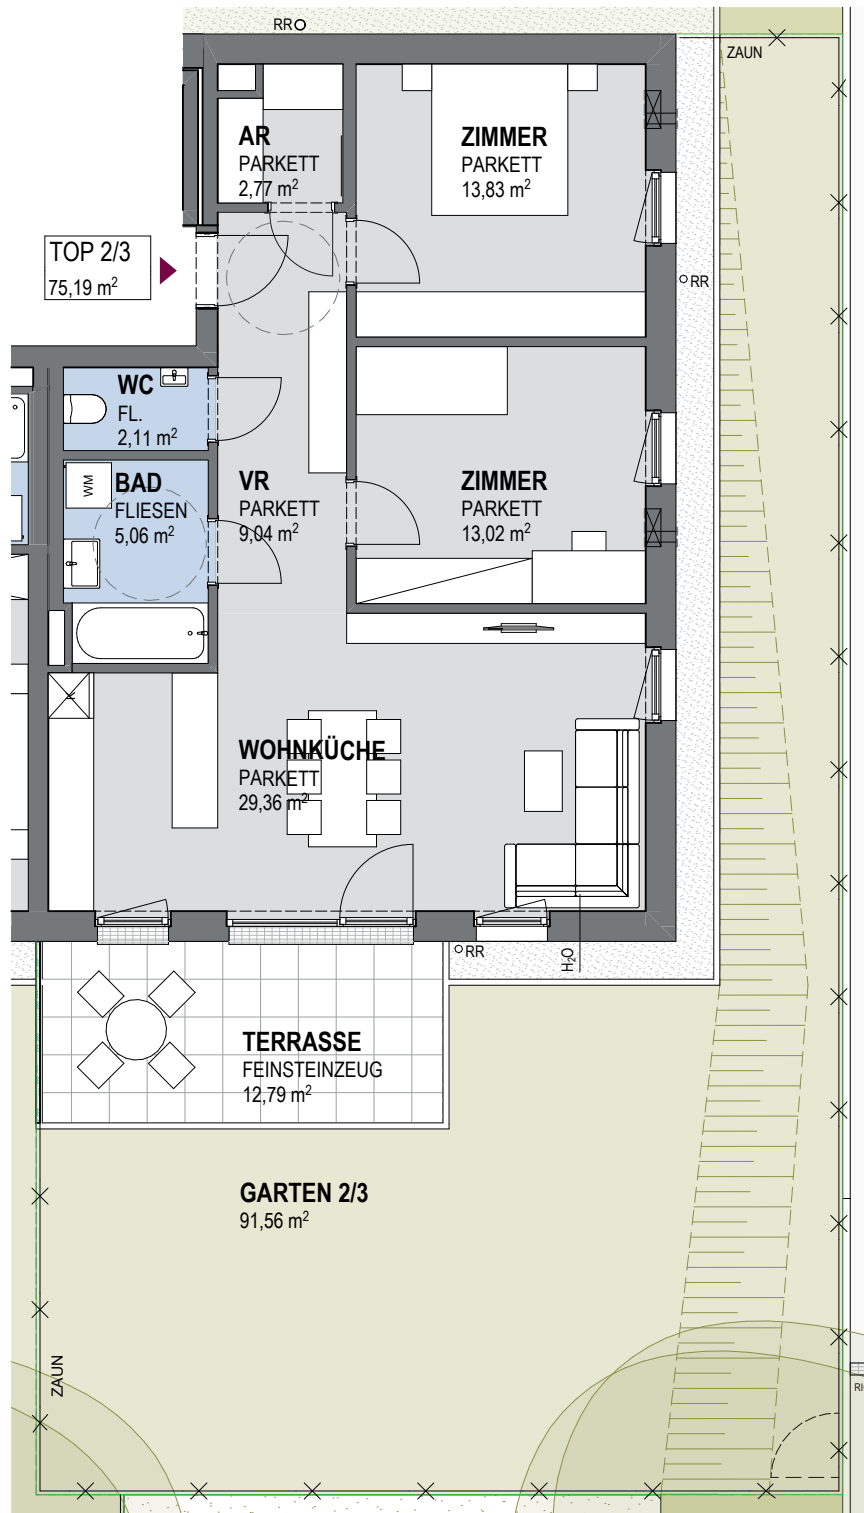 RR
ZAUN
AR
PARKETT
2,77 m²
ZIMMER
PARKETT
13,83 m²
TOP 2/3
75,19 m²
RR
WC
FL.
2,11 m²
WM
BAD
FLIESEN
5,06 m²
VR
PARKETT
9,04 m²
ZIMMER
PARKETT
13,02 m²
K
WOHNKÜCHE
PARKETT
29,36 m²
RR
H₂O
TERRASSE
FEINSTEINZEUG
12,79 m²
GARTEN 2/3
91,56 m²
ZAUN